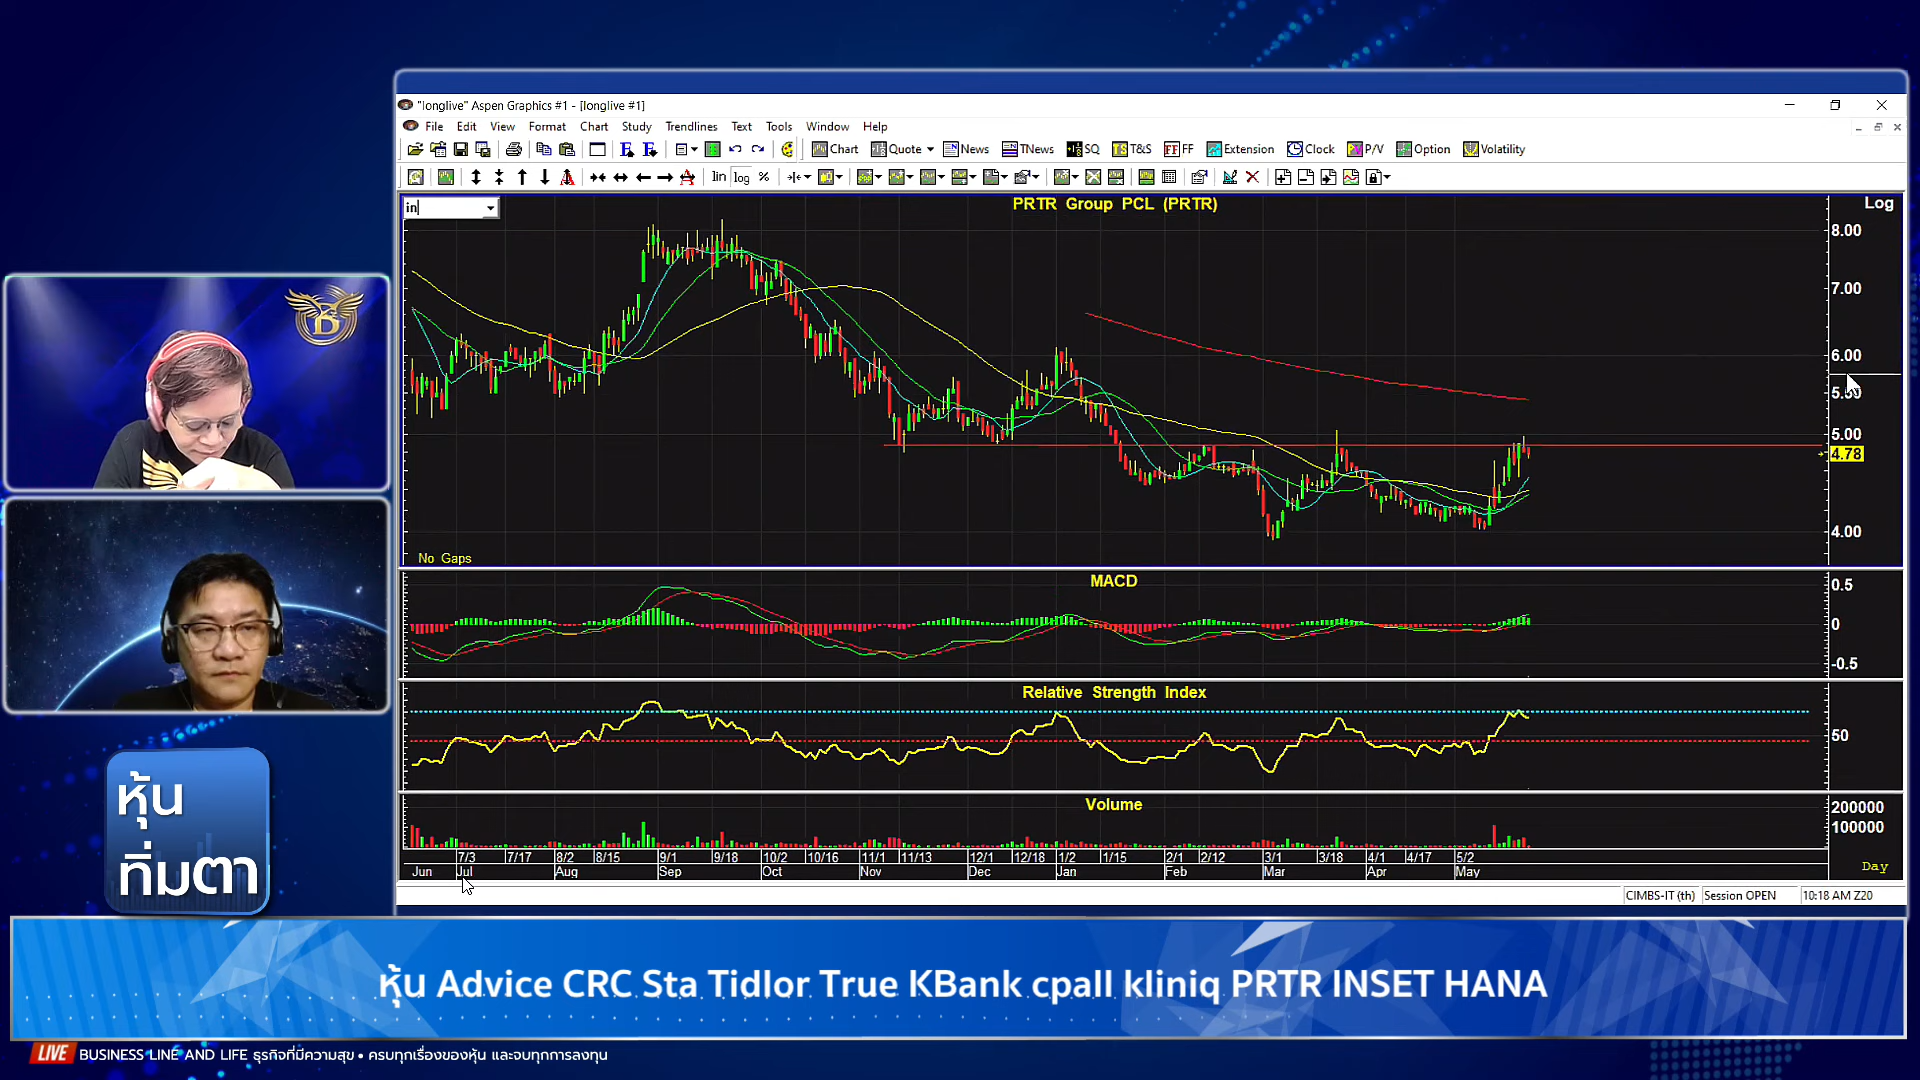 "longlive" Aspen Graphics #1 - [longlive #1]
File Edit View Format Chart Study Trendlines Text Tools Window Help
Chart Quote News TNews SQ T&S FF Extension Clock P/V Option Volatility
lin log %
in
PRTR Group PCL (PRTR)
Log
8.00
7.00
6.00
5.50
5.00
4.78
4.00
No Gaps
MACD
0.5
0
-0.5
Relative Strength Index
50
Volume
200000
100000
7/3 7/17 8/2 8/15 9/1 9/18 10/2 10/16 11/1 11/13 12/1 12/18 1/2 1/15 2/1 2/12 3/1 3/18 4/1 4/17 5/2
Jun Jul Aug Sep Oct Nov Dec Jan Feb Mar Apr May
Day
CIMBS-IT (th) Session OPEN 10:18 AM Z20
หุ้น
ทิ่มตา
หุ้น Advice CRC Sta Tidlor True KBank cpall kliniq PRTR INSET HANA
LIVE BUSINESS LINE AND LIFE ธุรกิจที่มีความสุข • ครบทุกเรื่องของหุ้น และจบทุกการลงทุน